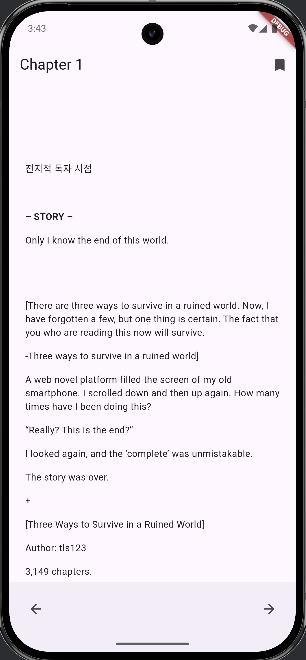 3:43
DEBUG
Chapter 1
전지적 독자 시점
– STORY –
Only I know the end of this world.
[There are three ways to survive in a ruined world. Now, I
have forgotten a few, but one thing is certain. The fact that
you who are reading this now will survive.
-Three ways to survive in a ruined world]
A web novel platform filled the screen of my old
smartphone. I scrolled down and then up again. How many
times have I been doing this?
“Really? This is the end?”
I looked again, and the ‘complete’ was unmistakable.
The story was over.
+
[Three Ways to Survive in a Ruined World]
Author: tls123
3,149 chapters.